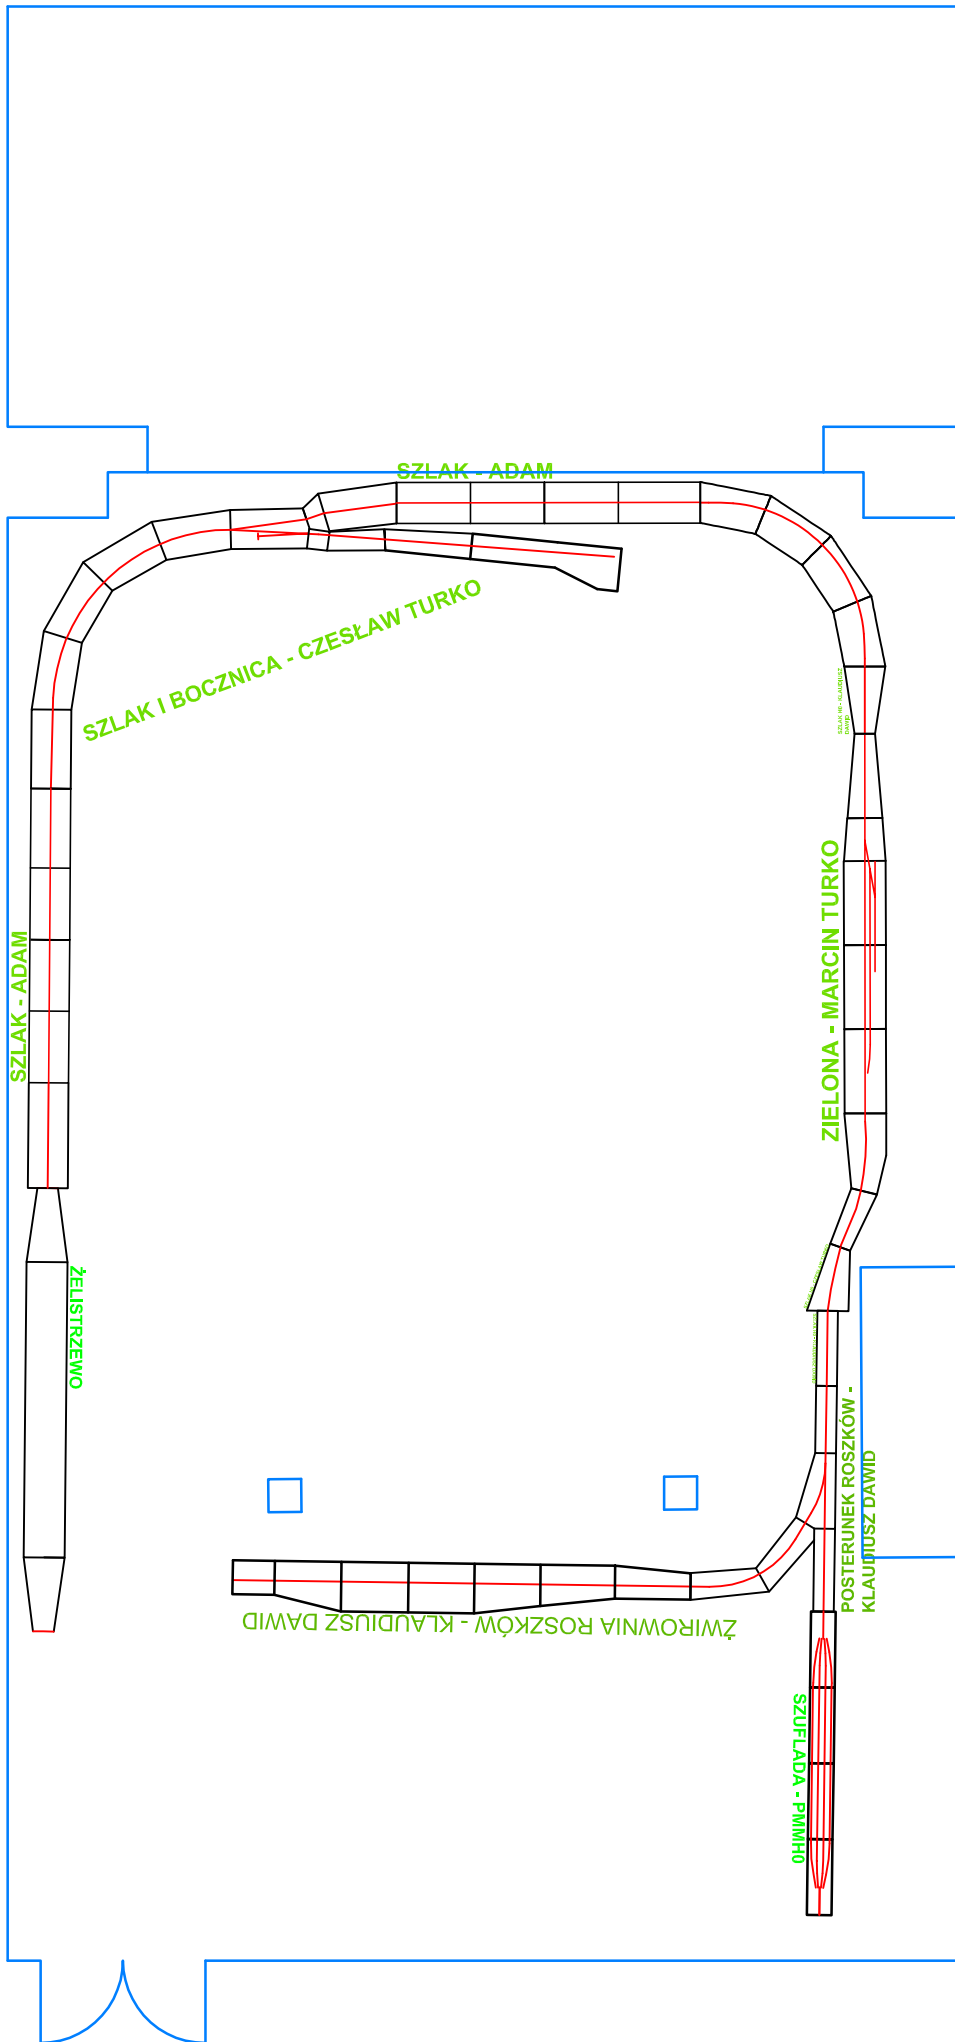 SZLAK - ADAM
SZLAK I BOCZNICA - CZESŁAW TURKO
SZLAK - ADAM
ZIELONA - MARCIN TURKO
ŻELISTRZEWO
POSTERUNEK ROSZKÓW -
KLAUDIUSZ DAWID
ŻWIROWNIA ROSZKÓW - KLAUDIUSZ DAWID
SZUFLADA - PMMH0